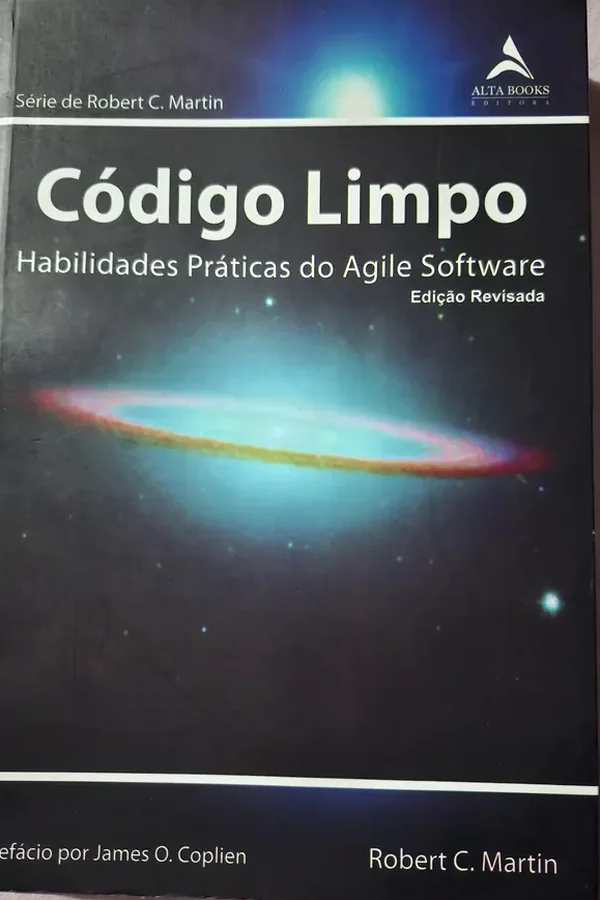 Série de Robert C. Martin
ALTA BOOKS
EDITORA
Código Limpo
Habilidades Práticas do Agile Software
Edição Revisada
efácio por James O. Coplien
Robert C. Martin